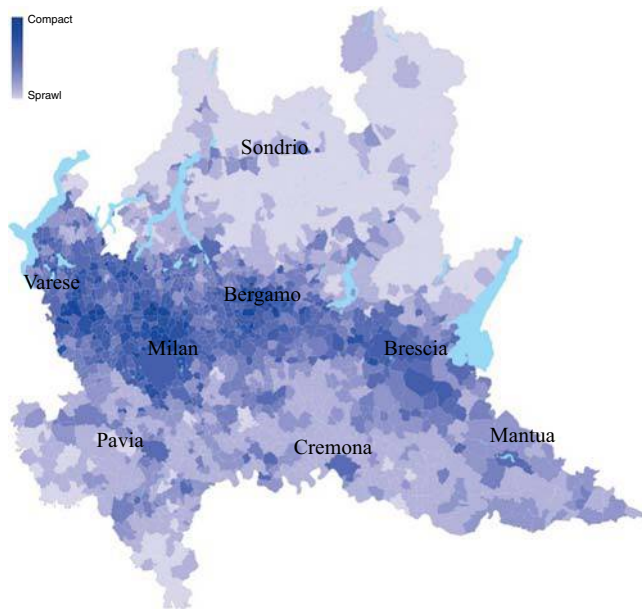 Compact
Sprawl
Sondrio
Varese
Bergamo
Milan
Brescia
Pavia
Cremona
Mantua